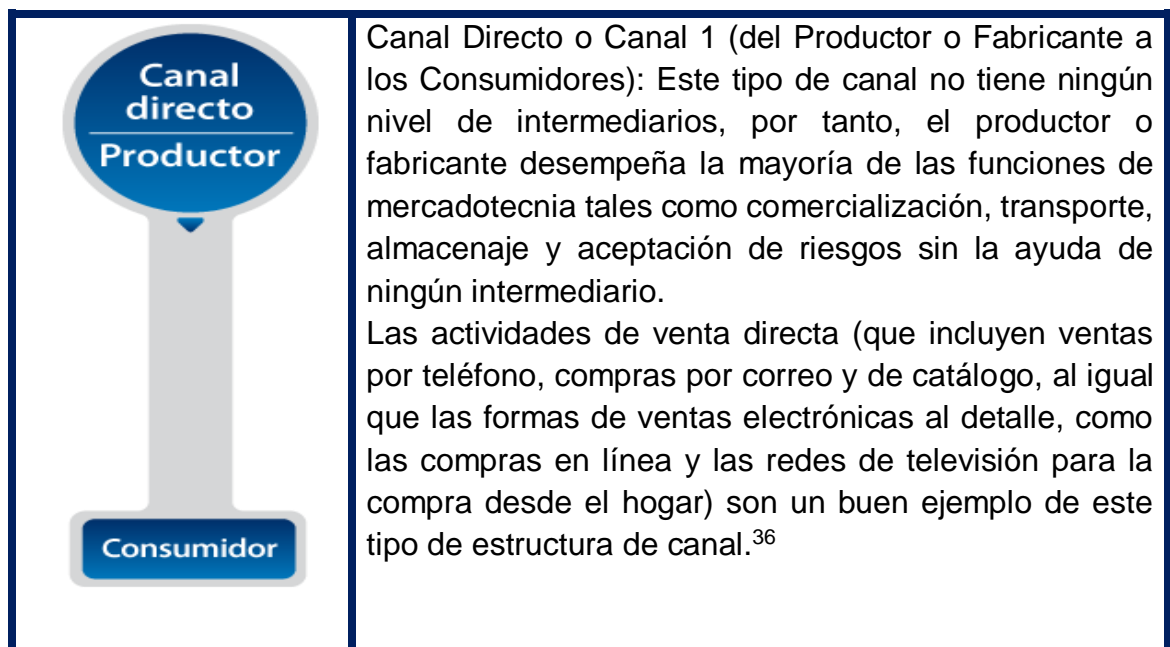 Canal
directo
Productor
Consumidor
Canal Directo o Canal 1 (del Productor o Fabricante a
los Consumidores): Este tipo de canal no tiene ningún
nivel de intermediarios, por tanto, el productor o
fabricante desempeña la mayoría de las funciones de
mercadotecnia tales como comercialización, transporte,
almacenaje y aceptación de riesgos sin la ayuda de
ningún intermediario.
Las actividades de venta directa (que incluyen ventas
por teléfono, compras por correo y de catálogo, al igual
que las formas de ventas electrónicas al detalle, como
las compras en línea y las redes de televisión para la
compra desde el hogar) son un buen ejemplo de este
tipo de estructura de canal.36